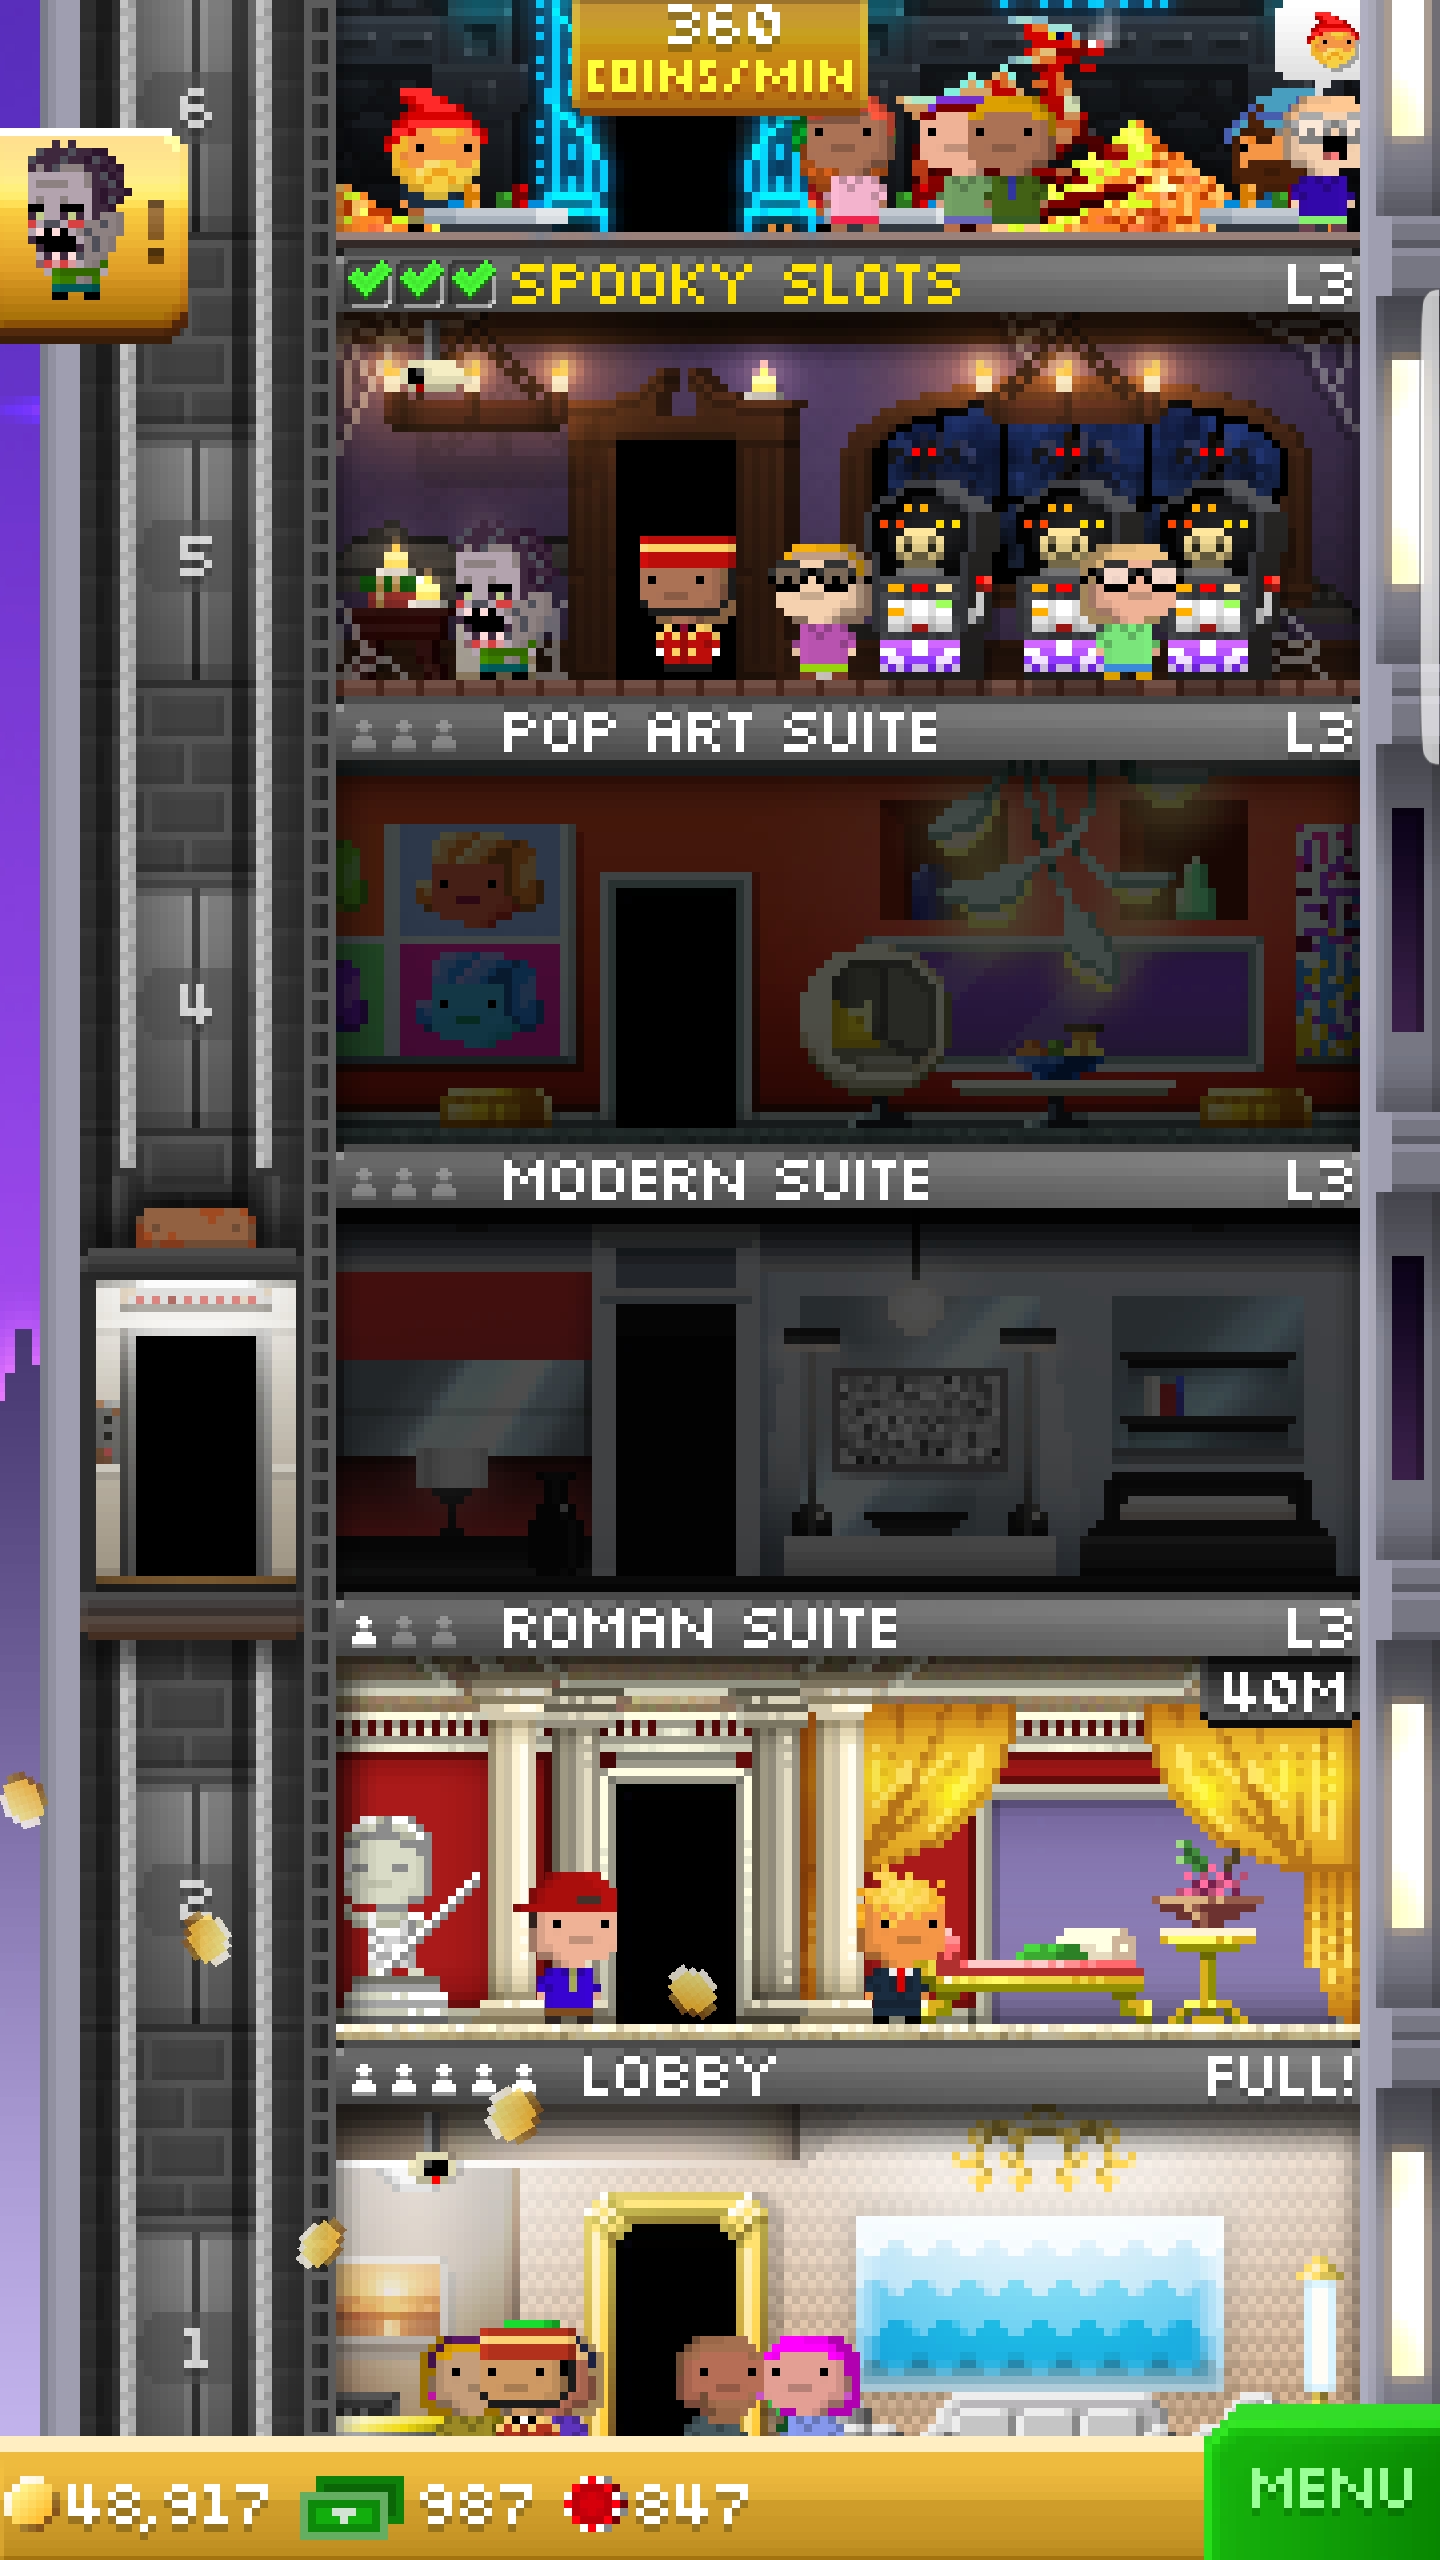 360
COINS/MIN
6
!
SPOOKY SLOTS L3
5
POP ART SUITE L3
4
MODERN SUITE L3
ROMAN SUITE L3
40M
2
LOBBY FULL!
1
48,917 987 847 MENU